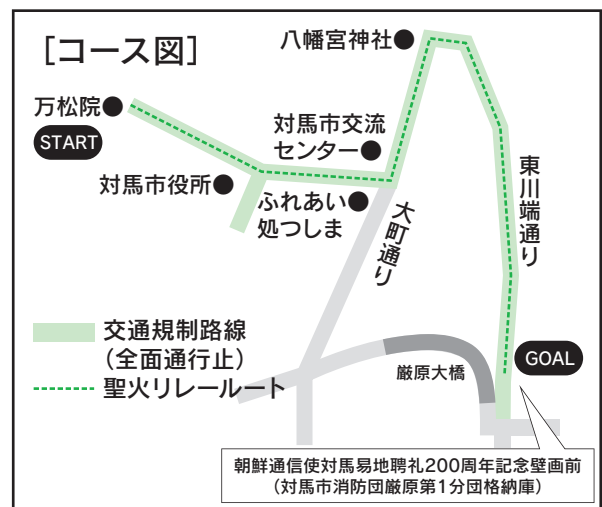 ［コース図］
八幡宮神社●
万松院●
START
対馬市交流
センター●
対馬市役所●
ふれあい●
処つしま
大町通り
東川端通り
交通規制路線
（全面通行止）
聖火リレールート
厳原大橋
GOAL
朝鮮通信使対馬易地聘礼200周年記念壁画前
（対馬市消防団厳原第1分団格納庫）